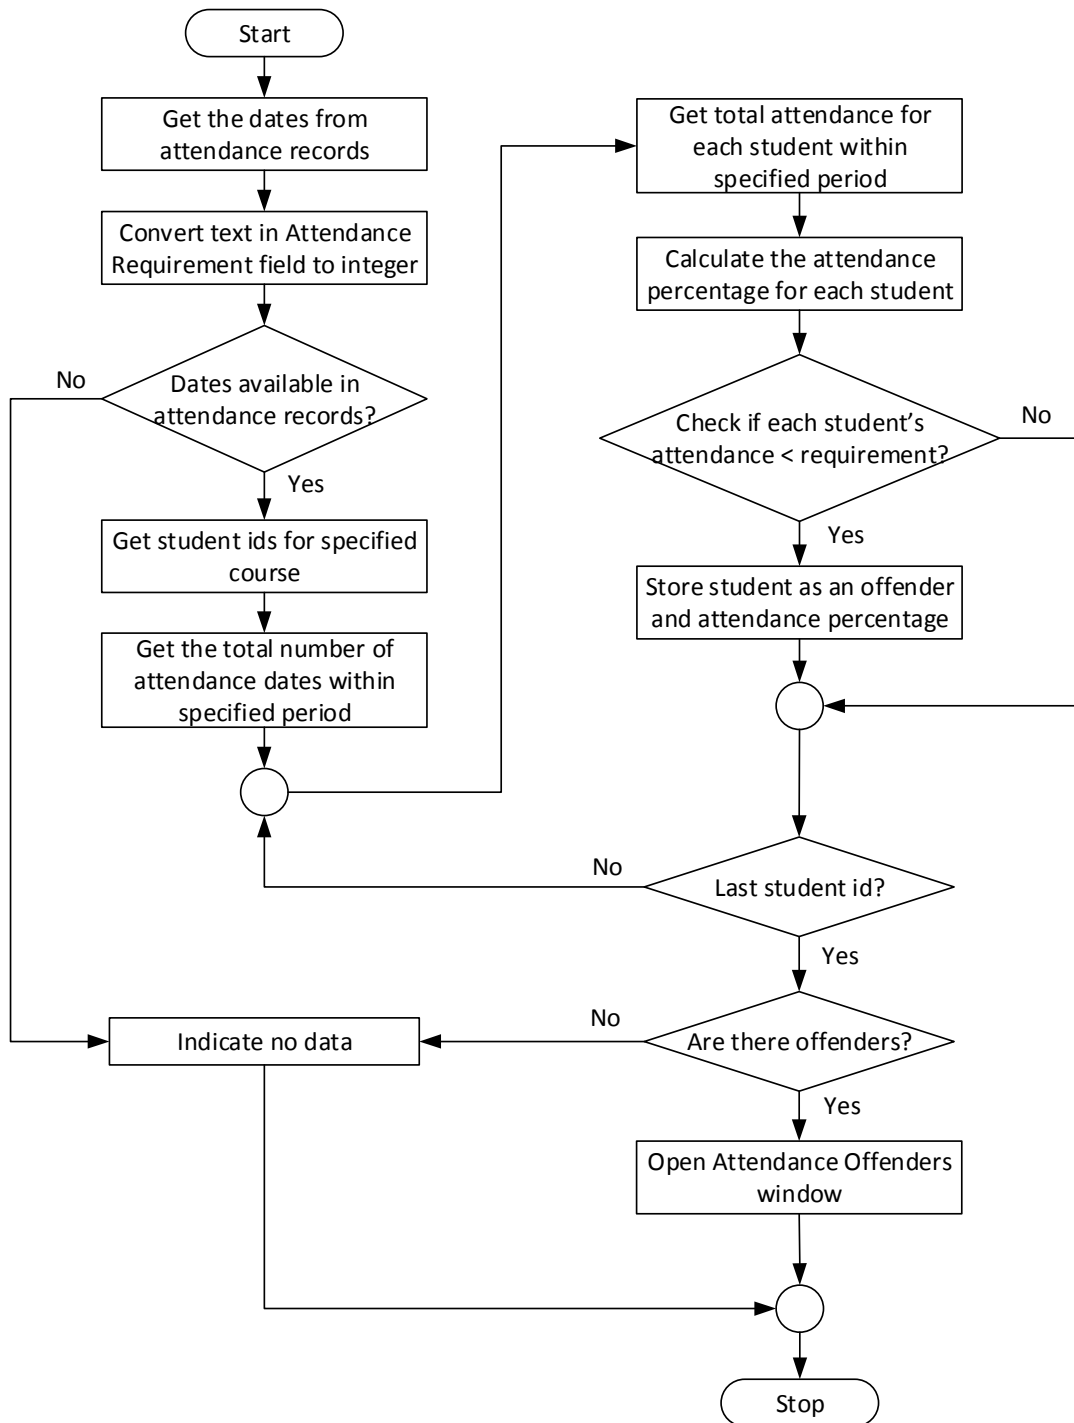 Start
Get the dates from
attendance records
Convert text in Attendance
Requirement field to integer
Dates available in
attendance records?
No
Yes
Get student ids for specified
course
Get the total number of
attendance dates within
specified period
Get total attendance for
each student within
specified period
Calculate the attendance
percentage for each student
Check if each student’s
attendance < requirement?
No
Yes
Store student as an offender
and attendance percentage
Last student id?
No
Yes
Are there offenders?
No
Yes
Indicate no data
Open Attendance Offenders
window
Stop